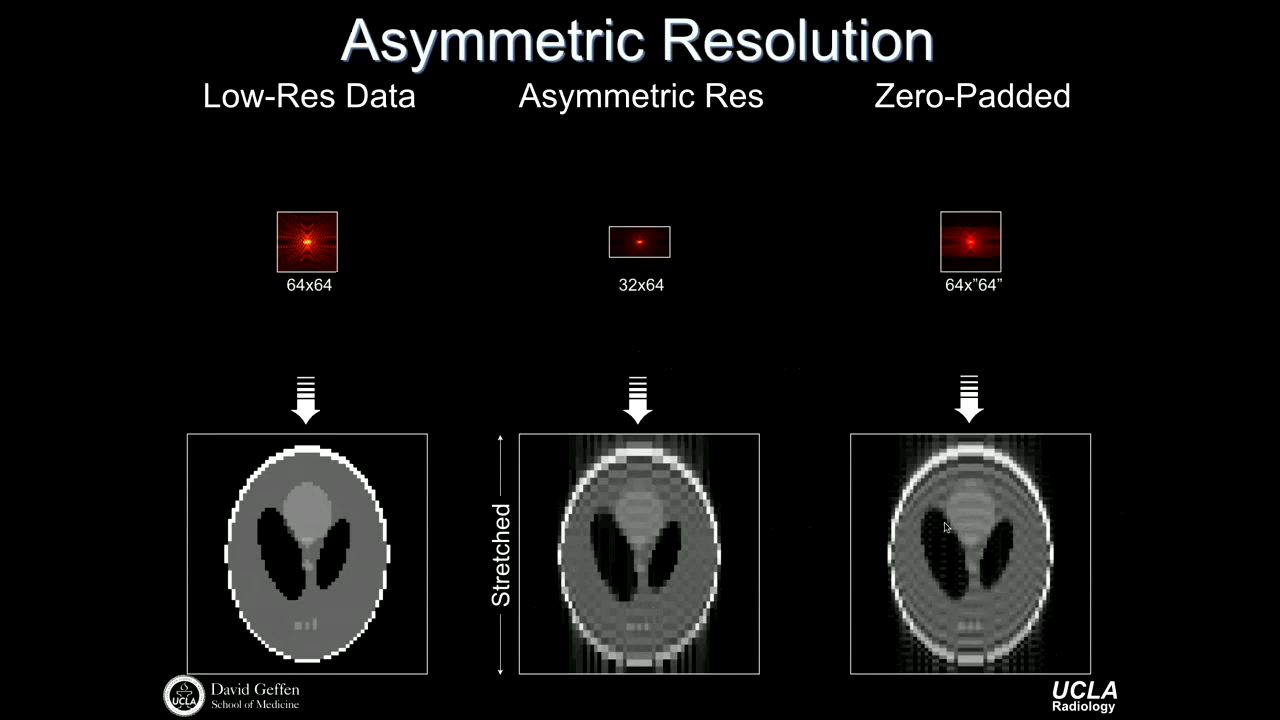 Asymmetric Resolution
Low-Res Data
Asymmetric Res
Zero-Padded
64x64
32x64
64x”64”
Stretched
UCLA
David Geffen
School of Medicine
UCLA
Radiology